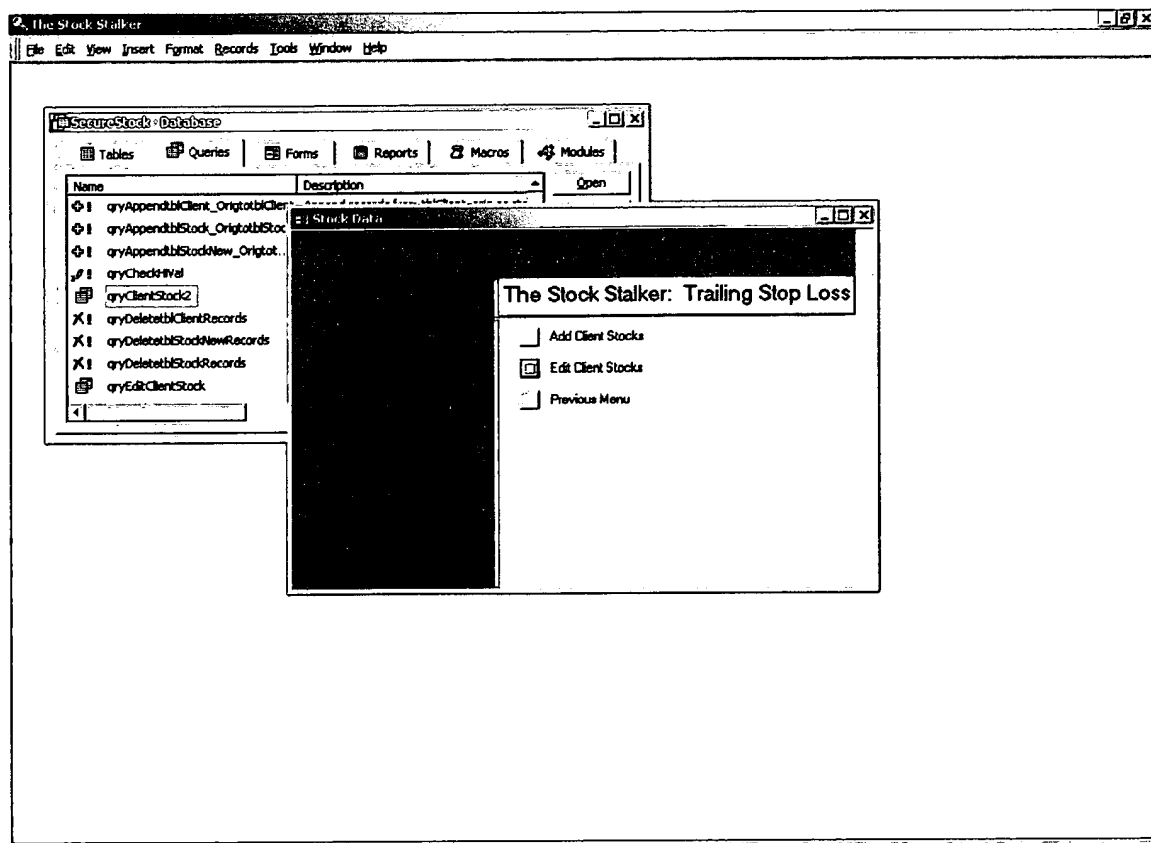 The Stock Stalker
File Edit View Insert Format Records Tools Window Help
SecureStock : Database
Tables Queries Forms Reports Macros Modules
Name Description Open
qryAppendtblClient_OrigtotblClient
qryAppendtblStock_OrigtotblStoc
qryAppendtblStockNew_Origtot...
qryCheckHiVal
qryClientStock2
qryDeletetblClientRecords
qryDeletetblStockNewRecords
qryDeletetblStockRecords
qryEditClientStock
Stock Data
The Stock Stalker: Trailing Stop Loss
Add Client Stocks
Edit Client Stocks
Previous Menu